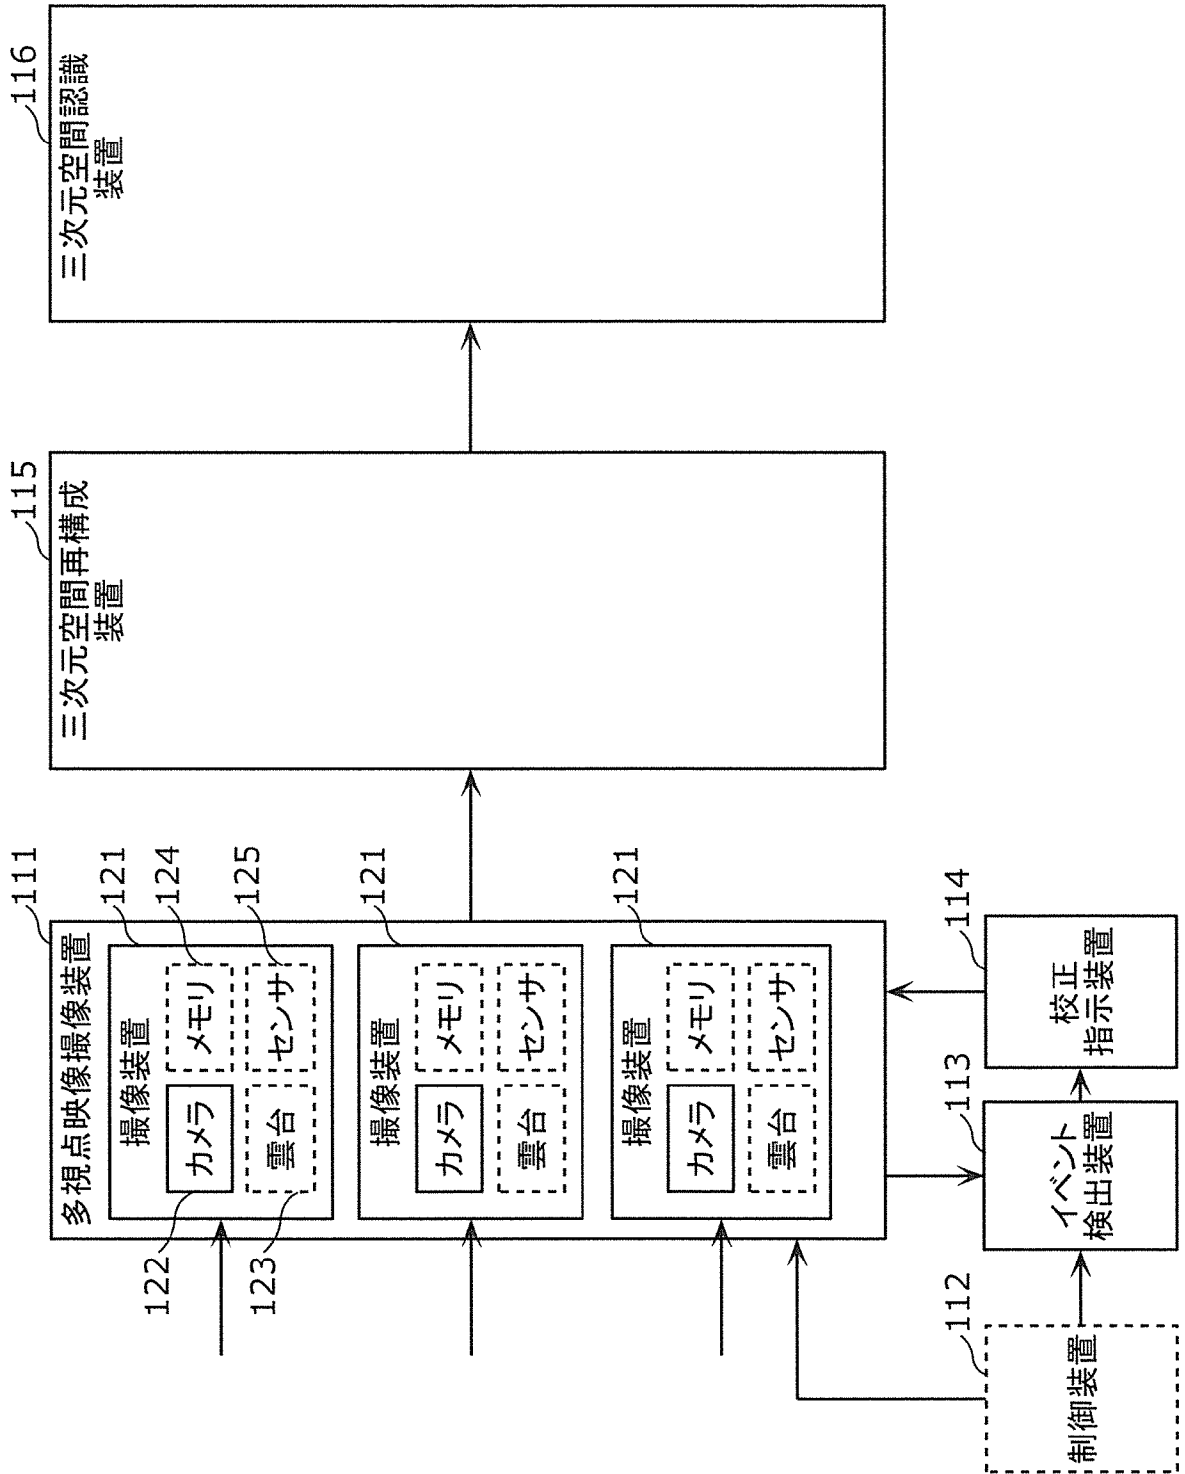 111
多視点映像撮像装置
121
撮像装置
122
カメラ
124
メモリ
123
雲台
125
センサ
121
撮像装置
カメラ
メモリ
雲台
センサ
121
撮像装置
カメラ
メモリ
雲台
センサ
115
三次元空間再構成
装置
116
三次元空間認識
装置
112
制御装置
113
イベント
検出装置
114
校正
指示装置